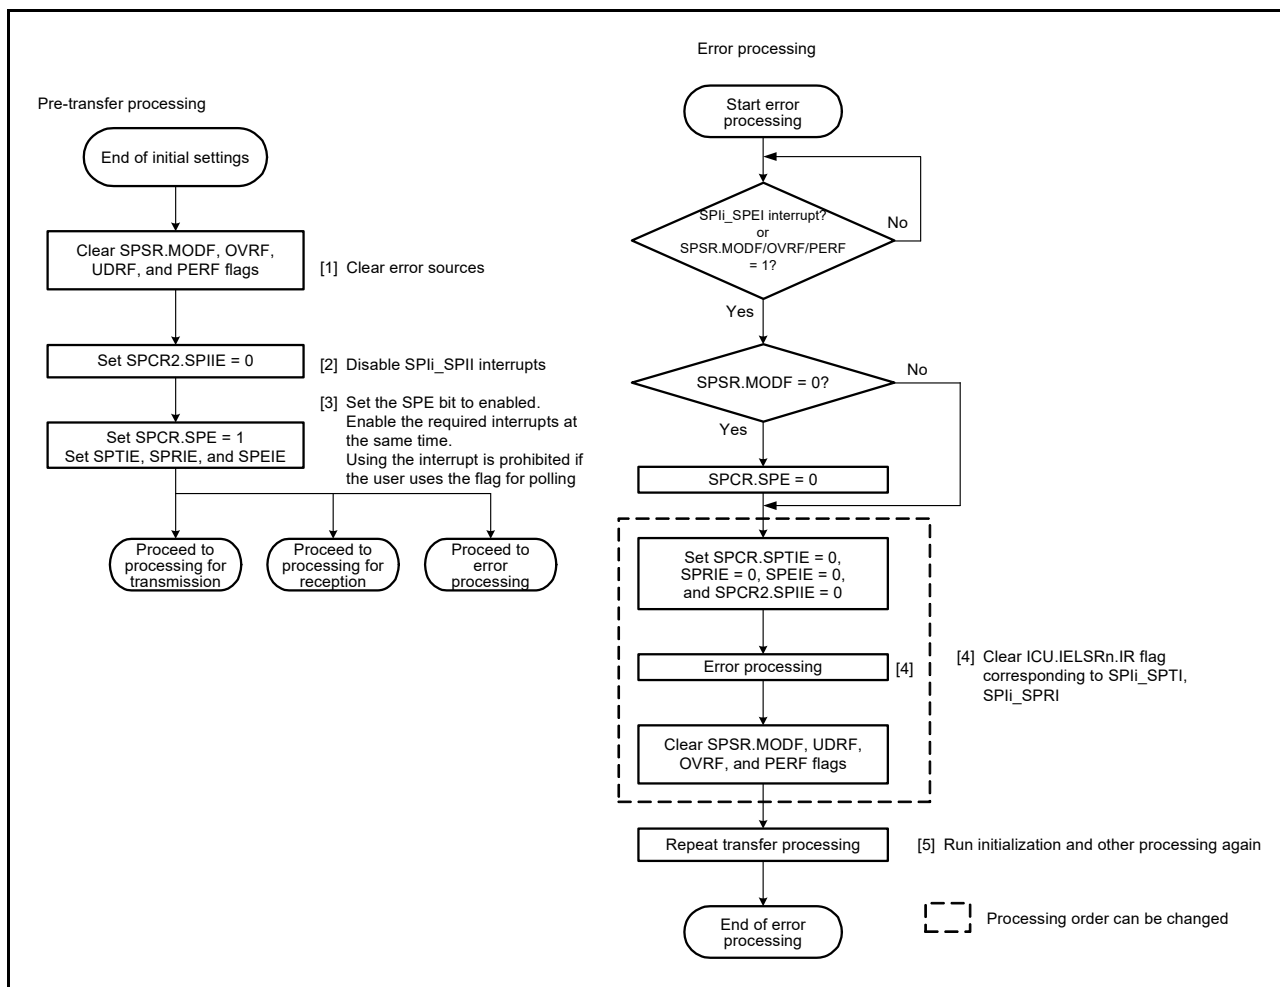 Pre-transfer processing
End of initial settings
Clear SPSR.MODF, OVRF,
UDRF, and PERF flags
[1] Clear error sources
Set SPCR2.SPIIE = 0
[2] Disable SPIi_SPII interrupts
Set SPCR.SPE = 1
Set SPTIE, SPRIE, and SPEIE
[3] Set the SPE bit to enabled.
Enable the required interrupts at
the same time.
Using the interrupt is prohibited if
the user uses the flag for polling
Proceed to
processing for
transmission
Proceed to
processing for
reception
Proceed to
error
processing
Error processing
Start error
processing
SPIi_SPEI interrupt?
or
SPSR.MODF/OVRF/PERF
= 1?
No
Yes
SPSR.MODF = 0?
No
Yes
SPCR.SPE = 0
Set SPCR.SPTIE = 0,
SPRIE = 0, SPEIE = 0,
and SPCR2.SPIIE = 0
Error processing
[4]
[4] Clear ICU.IELSRn.IR flag
corresponding to SPIi_SPTI,
SPIi_SPRI
Clear SPSR.MODF, UDRF,
OVRF, and PERF flags
Repeat transfer processing
[5] Run initialization and other processing again
End of error
processing
Processing order can be changed